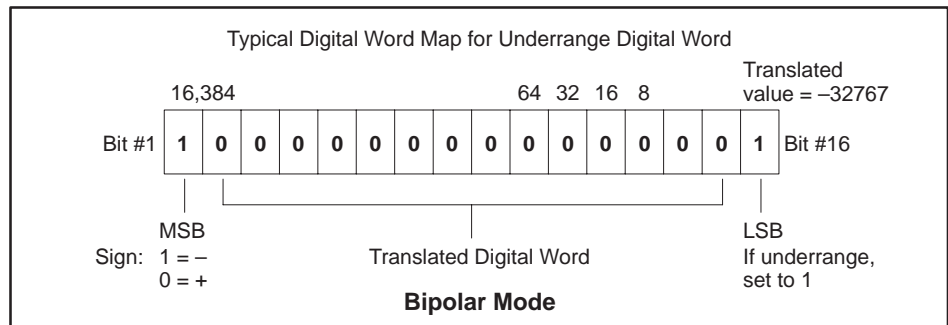 Typical Digital Word Map for Underrange Digital Word
16,384 64 32 16 8
Translated
value = –32767
Bit #1 1 0 0 0 0 0 0 0 0 0 0 0 0 0 0 1 Bit #16
MSB
Sign: 1 = –
0 = +
Translated Digital Word
LSB
If underrange,
set to 1
Bipolar Mode